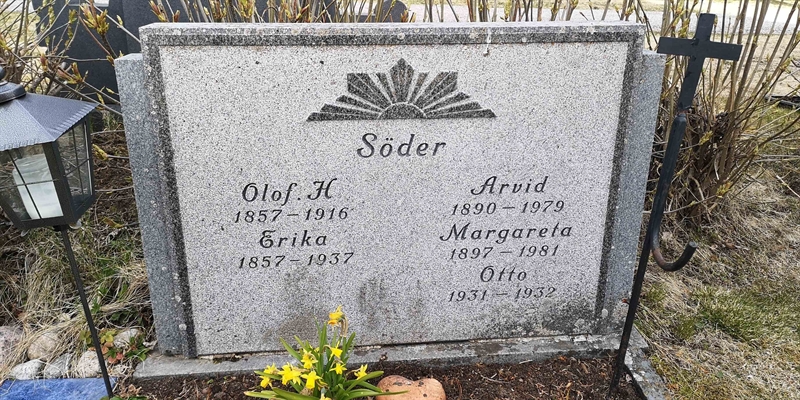 Söder
Olof. H
1857 – 1916
Erika
1857 – 1937
Arvid
1890 – 1979
Margareta
1897 – 1981
Otto
1931 – 1932